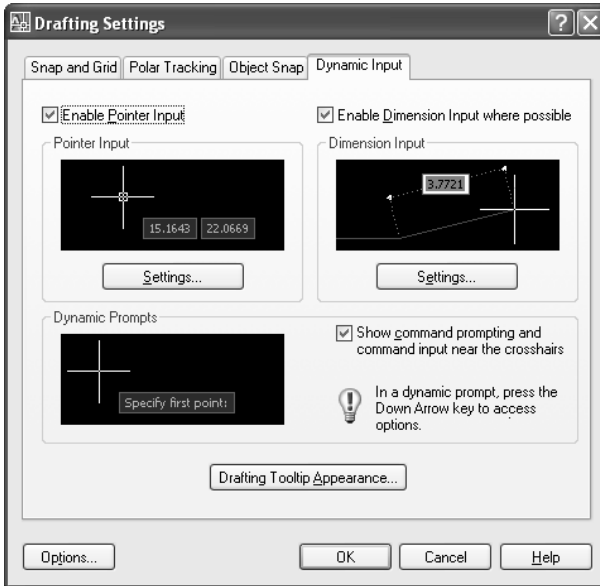 Drafting Settings
Snap and Grid Polar Tracking Object Snap Dynamic Input
Enable Pointer Input
Enable Dimension Input where possible
Pointer Input
Dimension Input
15.1643 22.0669
3.7721
Settings...
Settings...
Dynamic Prompts
Specify first point:
Show command prompting and
command input near the crosshairs
In a dynamic prompt, press the
Down Arrow key to access
options.
Drafting Tooltip Appearance...
Options...
OK
Cancel
Help